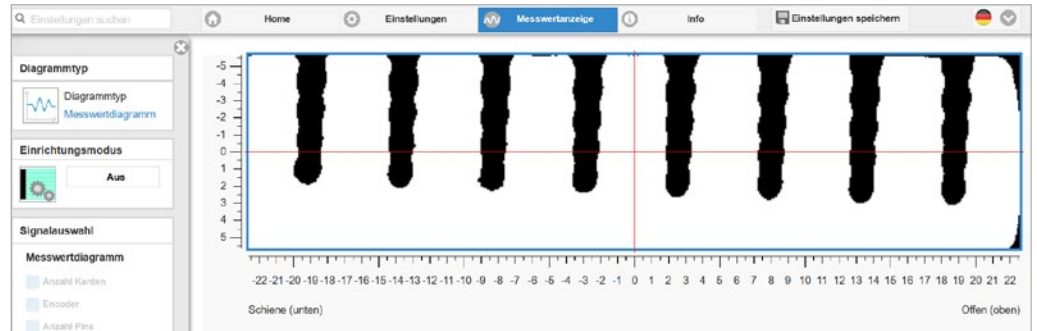 Einstellungen suchen
Home
Einstellungen
Messwertanzeige
Info
Einstellungen speichern
Diagrammtyp
Diagrammtyp
Messwertdiagramm
Einrichtungsmodus
Aus
Signalauswahl
Messwertdiagramm
Anzahl Kanten
Encoder
Anzahl Pins
-5
-4
-3
-2
-1
0
1
2
3
4
5
-22 -21 -20 -19 -18 -17 -16 -15 -14 -13 -12 -11 -10 -9 -8 -7 -6 -5 -4 -3 -2 -1 0 1 2 3 4 5 6 7 8 9 10 11 12 13 14 15 16 17 18 19 20 21 22
Schiene (unten)
Offen (oben)